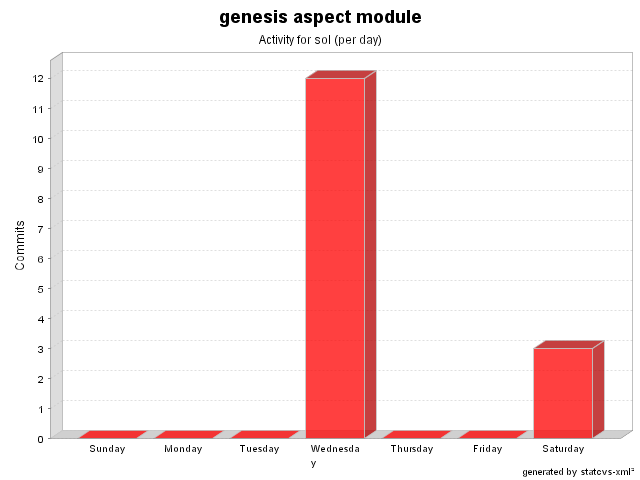 genesis aspect module
Activity for sol (per day)
Commits
12
11
10
9
8
7
6
5
4
3
2
1
0
Sunday Monday Tuesday Wednesda Thursday Friday Saturday
y
generated by statcvs-xml²